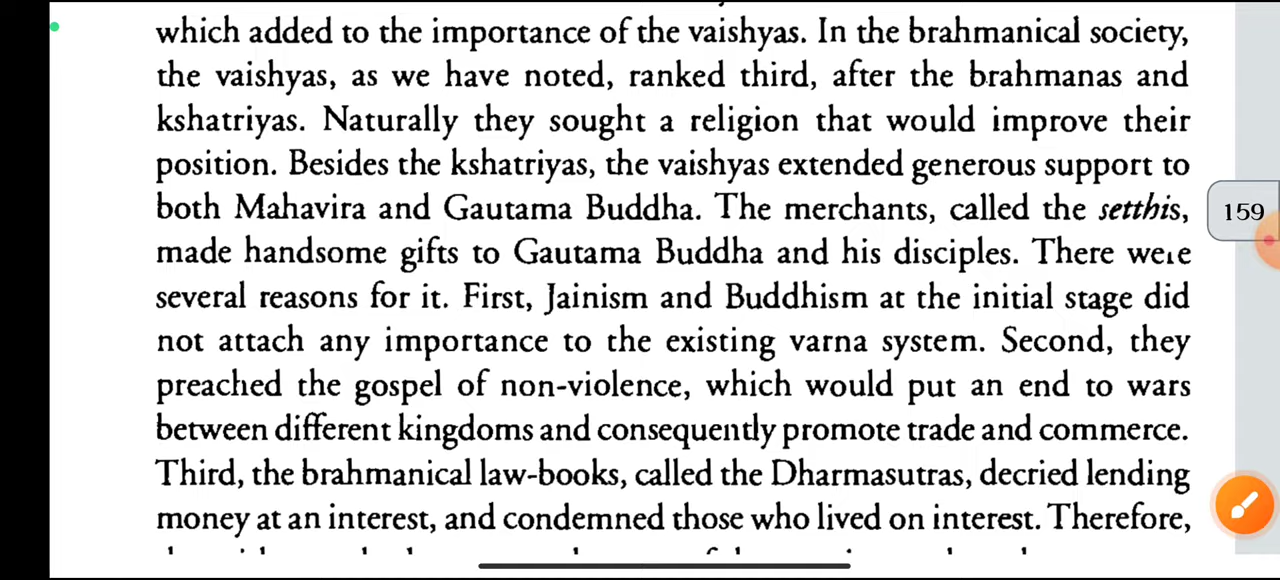 which added to the importance of the vaishyas. In the brahmanical society,
the vaishyas, as we have noted, ranked third, after the brahmanas and
kshatriyas. Naturally they sought a religion that would improve their
position. Besides the kshatriyas, the vaishyas extended generous support to
both Mahavira and Gautama Buddha. The merchants, called the setthis,
159
made handsome gifts to Gautama Buddha and his disciples. There were
several reasons for it. First, Jainism and Buddhism at the initial stage did
not attach any importance to the existing varna system. Second, they
preached the gospel of non-violence, which would put an end to wars
between different kingdoms and consequently promote trade and commerce.
Third, the brahmanical law-books, called the Dharmasutras, decried lending
money at an interest, and condemned those who lived on interest. Therefore,